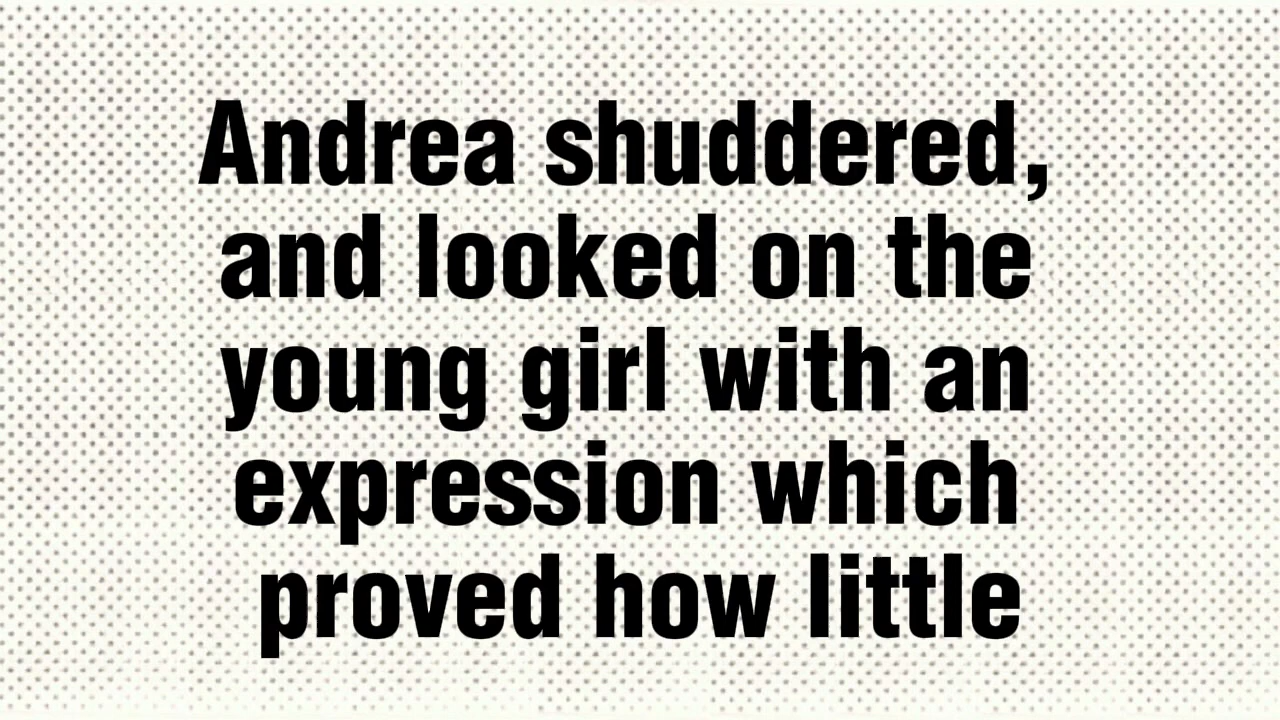 Andrea shuddered,
and looked on the
young girl with an
expression which
proved how little